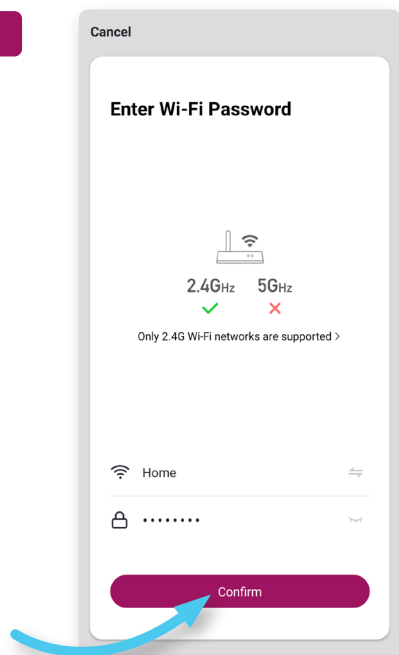 Cancel
Enter Wi-Fi Password
2.4GHz 5GHz
Only 2.4G Wi-Fi networks are supported >
Home
••••••••
Confirm